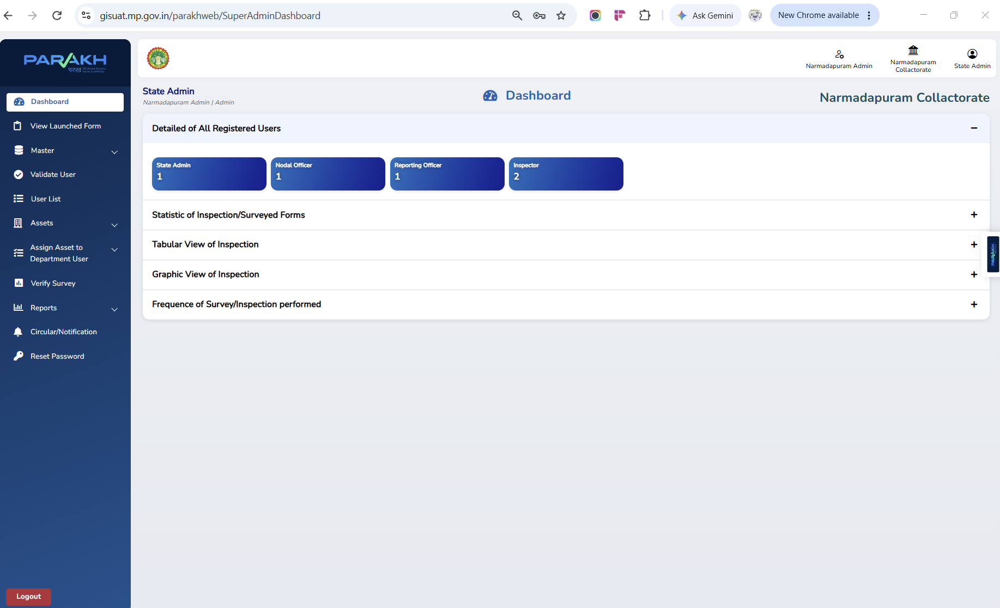 gisuat.mp.gov.in/parakhweb/SuperAdminDashboard
Ask Gemini
New Chrome available
PARAKH
परख
Narmadapuram Admin
Narmadapuram
Collactorate
State Admin
State Admin
Narmadapuram Admin | Admin
Dashboard
Narmadapuram Collactorate
Dashboard
View Launched Form
Master
Validate User
User List
Assets
Assign Asset to
Department User
Verify Survey
Reports
Circular/Notification
Reset Password
Logout
Detailed of All Registered Users
State Admin
1
Nodal Officer
1
Reporting Officer
1
Inspector
2
Statistic of Inspection/Surveyed Forms
Tabular View of Inspection
Graphic View of Inspection
Frequence of Survey/Inspection performed
PARAKH